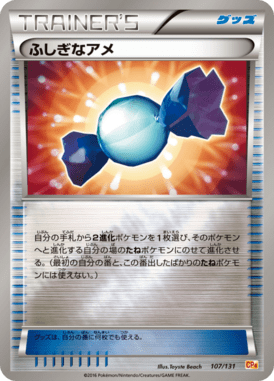 TRAINER'S
グッズ
ふしぎなアメ
自分の手札から2進化ポケモンを1枚選び、そのポケモン
へと進化する自分の場のたねポケモンにのせて進化させ
る。(最初の自分の番と、この番出したばかりのたねポケモ
ンには使えない。)
グッズは、自分の番に何枚でも使える。
Illus. Toyste Beach
107/131
CP4
©2016 Pokémon/Nintendo/Creatures/GAME FREAK.